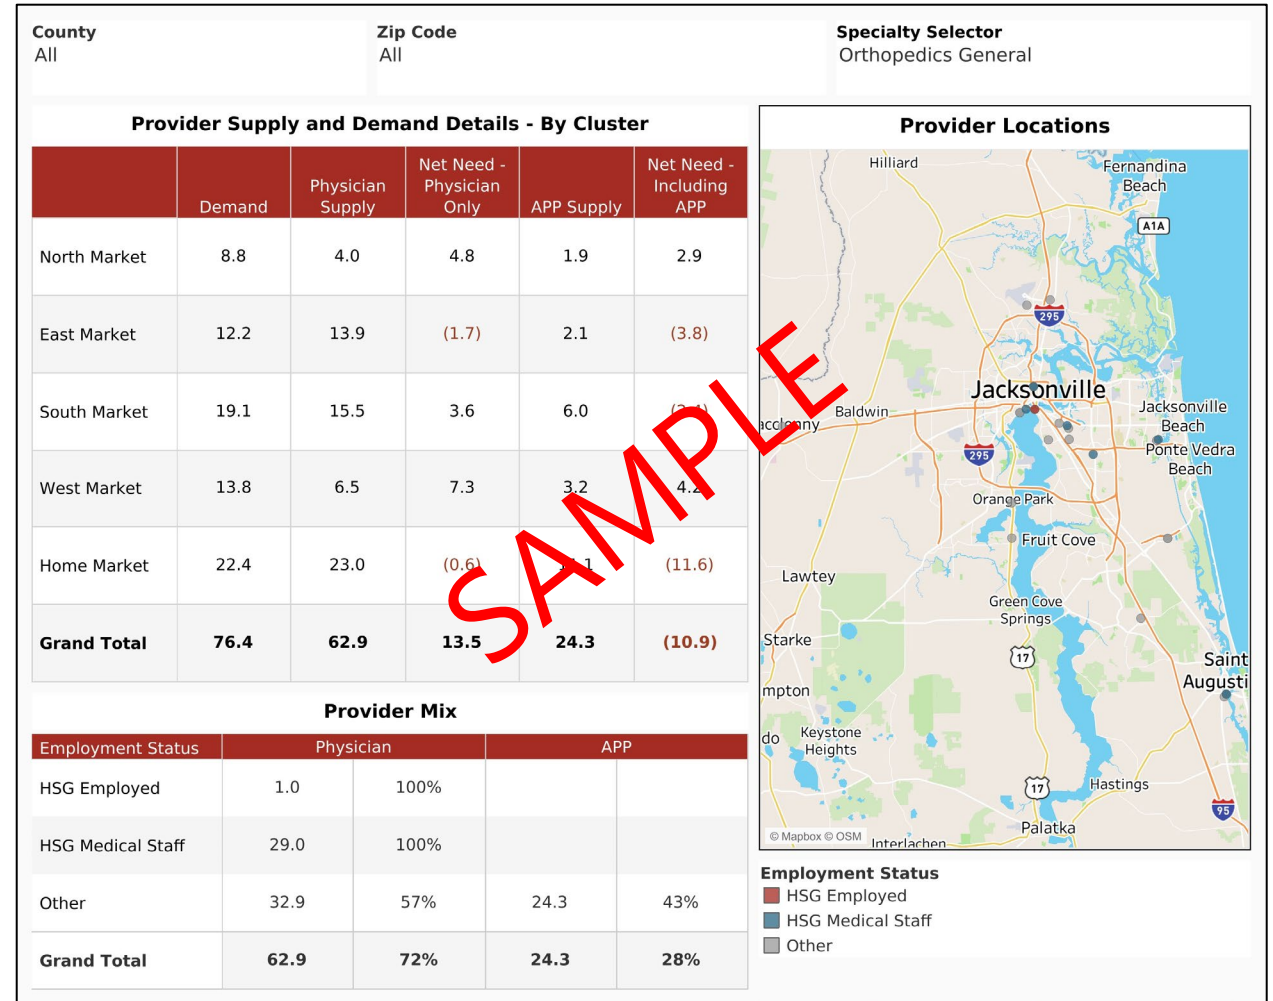 County
All
Zip Code
All
Specialty Selector
Orthopedics General
Provider Supply and Demand Details - By Cluster
Demand
Physician Supply
Net Need - Physician Only
APP Supply
Net Need - Including APP
North Market 8.8 4.0 4.8 1.9 2.9
East Market 12.2 13.9 (1.7) 2.1 (3.8)
South Market 19.1 15.5 3.6 6.0
West Market 13.8 6.5 7.3 3.2 4.2
Home Market 22.4 23.0 (0.6) (11.6)
Grand Total 76.4 62.9 13.5 24.3 (10.9)
SAMPLE
Provider Mix
Employment Status Physician APP
HSG Employed 1.0 100%
HSG Medical Staff 29.0 100%
Other 32.9 57% 24.3 43%
Grand Total 62.9 72% 24.3 28%
Provider Locations
Hilliard
Fernandina
Beach
A1A
295
Jacksonville
Baldwin
Jacksonville
Beach
Ponte Vedra
Beach
295
Orange Park
Fruit Cove
Lawtey
Green Cove
Springs
Starke
17
Saint
Augusti
mpton
do
Keystone
Heights
17
Hastings
95
Palatka
© Mapbox © OSM
Interlachen
Employment Status
HSG Employed
HSG Medical Staff
Other